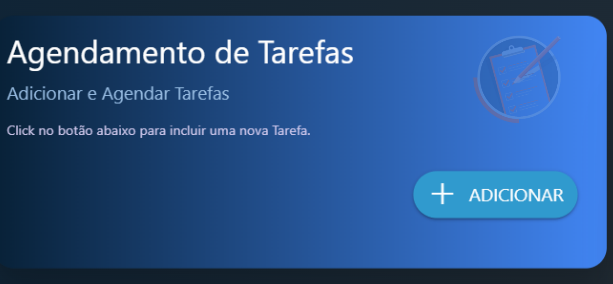 Agendamento de Tarefas
Adicionar e Agendar Tarefas
Click no botão abaixo para incluir uma nova Tarefa.
ADICIONAR